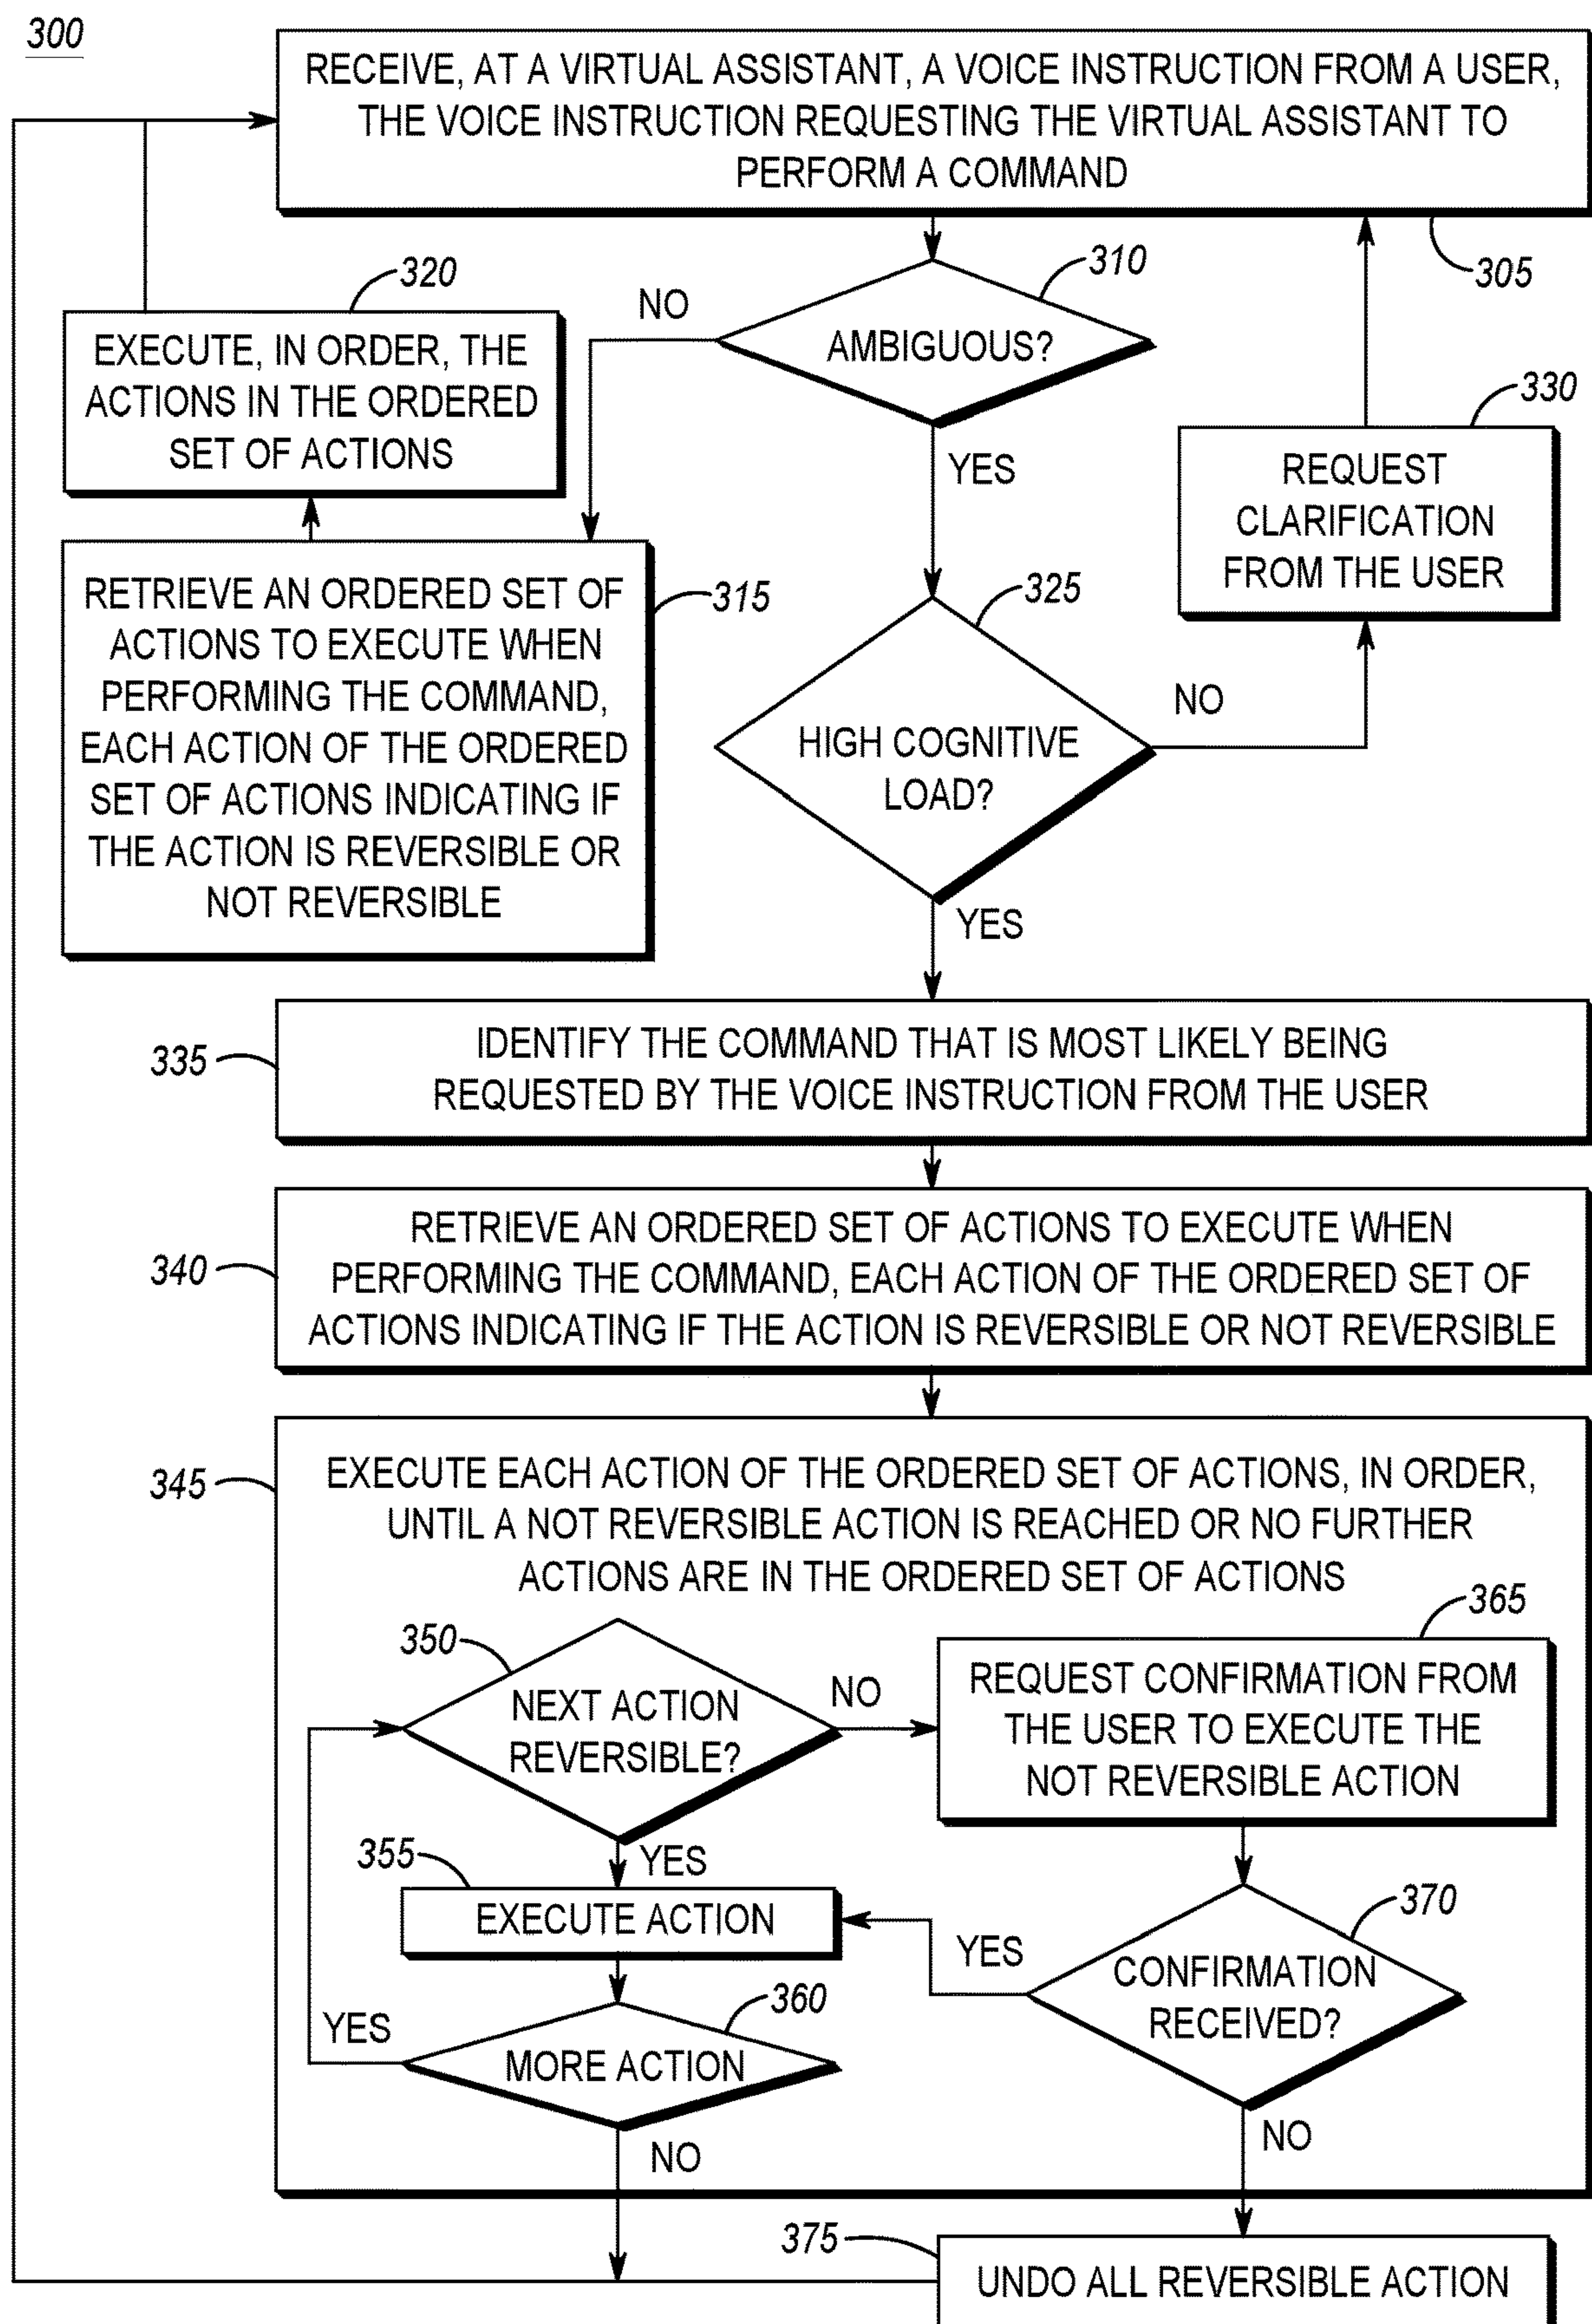 300
RECEIVE, AT A VIRTUAL ASSISTANT, A VOICE INSTRUCTION FROM A USER,
THE VOICE INSTRUCTION REQUESTING THE VIRTUAL ASSISTANT TO
PERFORM A COMMAND
305
310
AMBIGUOUS?
NO
YES
320
EXECUTE, IN ORDER, THE
ACTIONS IN THE ORDERED
SET OF ACTIONS
330
REQUEST
CLARIFICATION
FROM THE USER
315
RETRIEVE AN ORDERED SET OF
ACTIONS TO EXECUTE WHEN
PERFORMING THE COMMAND,
EACH ACTION OF THE ORDERED
SET OF ACTIONS INDICATING IF
THE ACTION IS REVERSIBLE OR
NOT REVERSIBLE
325
HIGH COGNITIVE
LOAD?
NO
YES
335
IDENTIFY THE COMMAND THAT IS MOST LIKELY BEING
REQUESTED BY THE VOICE INSTRUCTION FROM THE USER
340
RETRIEVE AN ORDERED SET OF ACTIONS TO EXECUTE WHEN
PERFORMING THE COMMAND, EACH ACTION OF THE ORDERED SET OF
ACTIONS INDICATING IF THE ACTION IS REVERSIBLE OR NOT REVERSIBLE
345
EXECUTE EACH ACTION OF THE ORDERED SET OF ACTIONS, IN ORDER,
UNTIL A NOT REVERSIBLE ACTION IS REACHED OR NO FURTHER
ACTIONS ARE IN THE ORDERED SET OF ACTIONS
350
NEXT ACTION
REVERSIBLE?
NO
YES
365
REQUEST CONFIRMATION FROM
THE USER TO EXECUTE THE
NOT REVERSIBLE ACTION
355
EXECUTE ACTION
370
CONFIRMATION
RECEIVED?
YES
NO
360
MORE ACTION
YES
NO
375
UNDO ALL REVERSIBLE ACTION